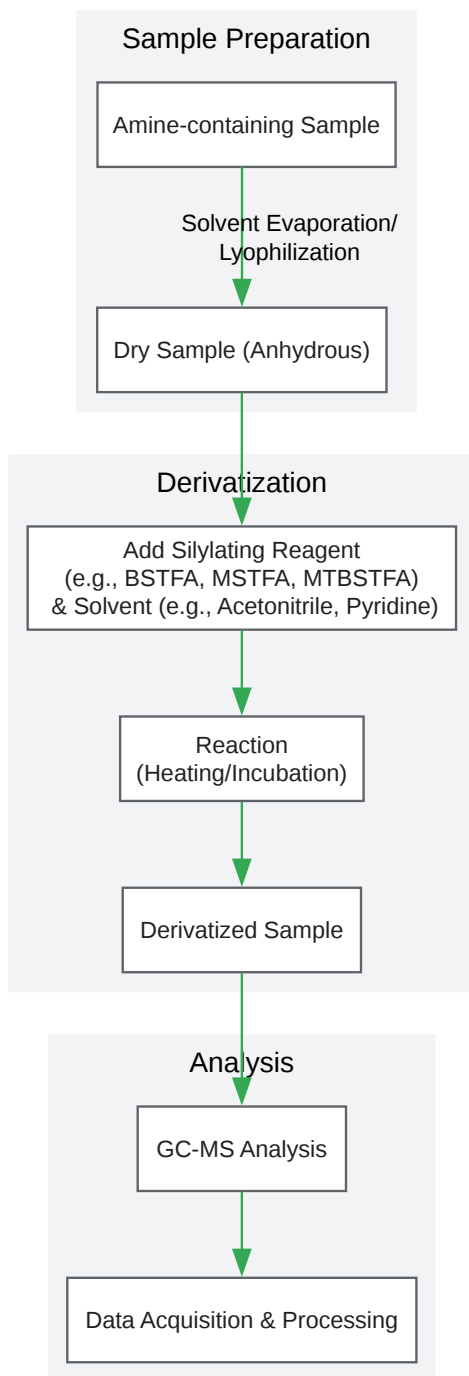 Sample Preparation
Amine-containing Sample
Solvent Evaporation/
Lyophilization
Dry Sample (Anhydrous)
Derivatization
Add Silylating Reagent
(e.g., BSTFA, MSTFA, MTBSTFA)
& Solvent (e.g., Acetonitrile, Pyridine)
Reaction
(Heating/Incubation)
Derivatized Sample
Analysis
GC-MS Analysis
Data Acquisition & Processing